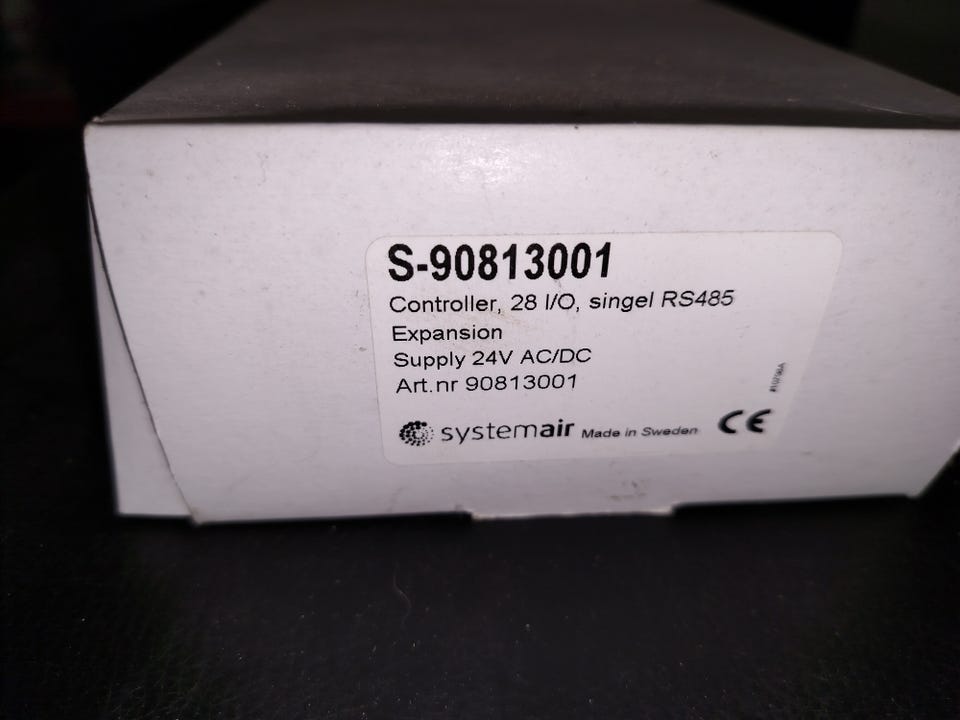 S-90813001
Controller, 28 I/O, singel RS485
Expansion
Supply 24V AC/DC
Art.nr 90813001
systemair Made in Sweden CE